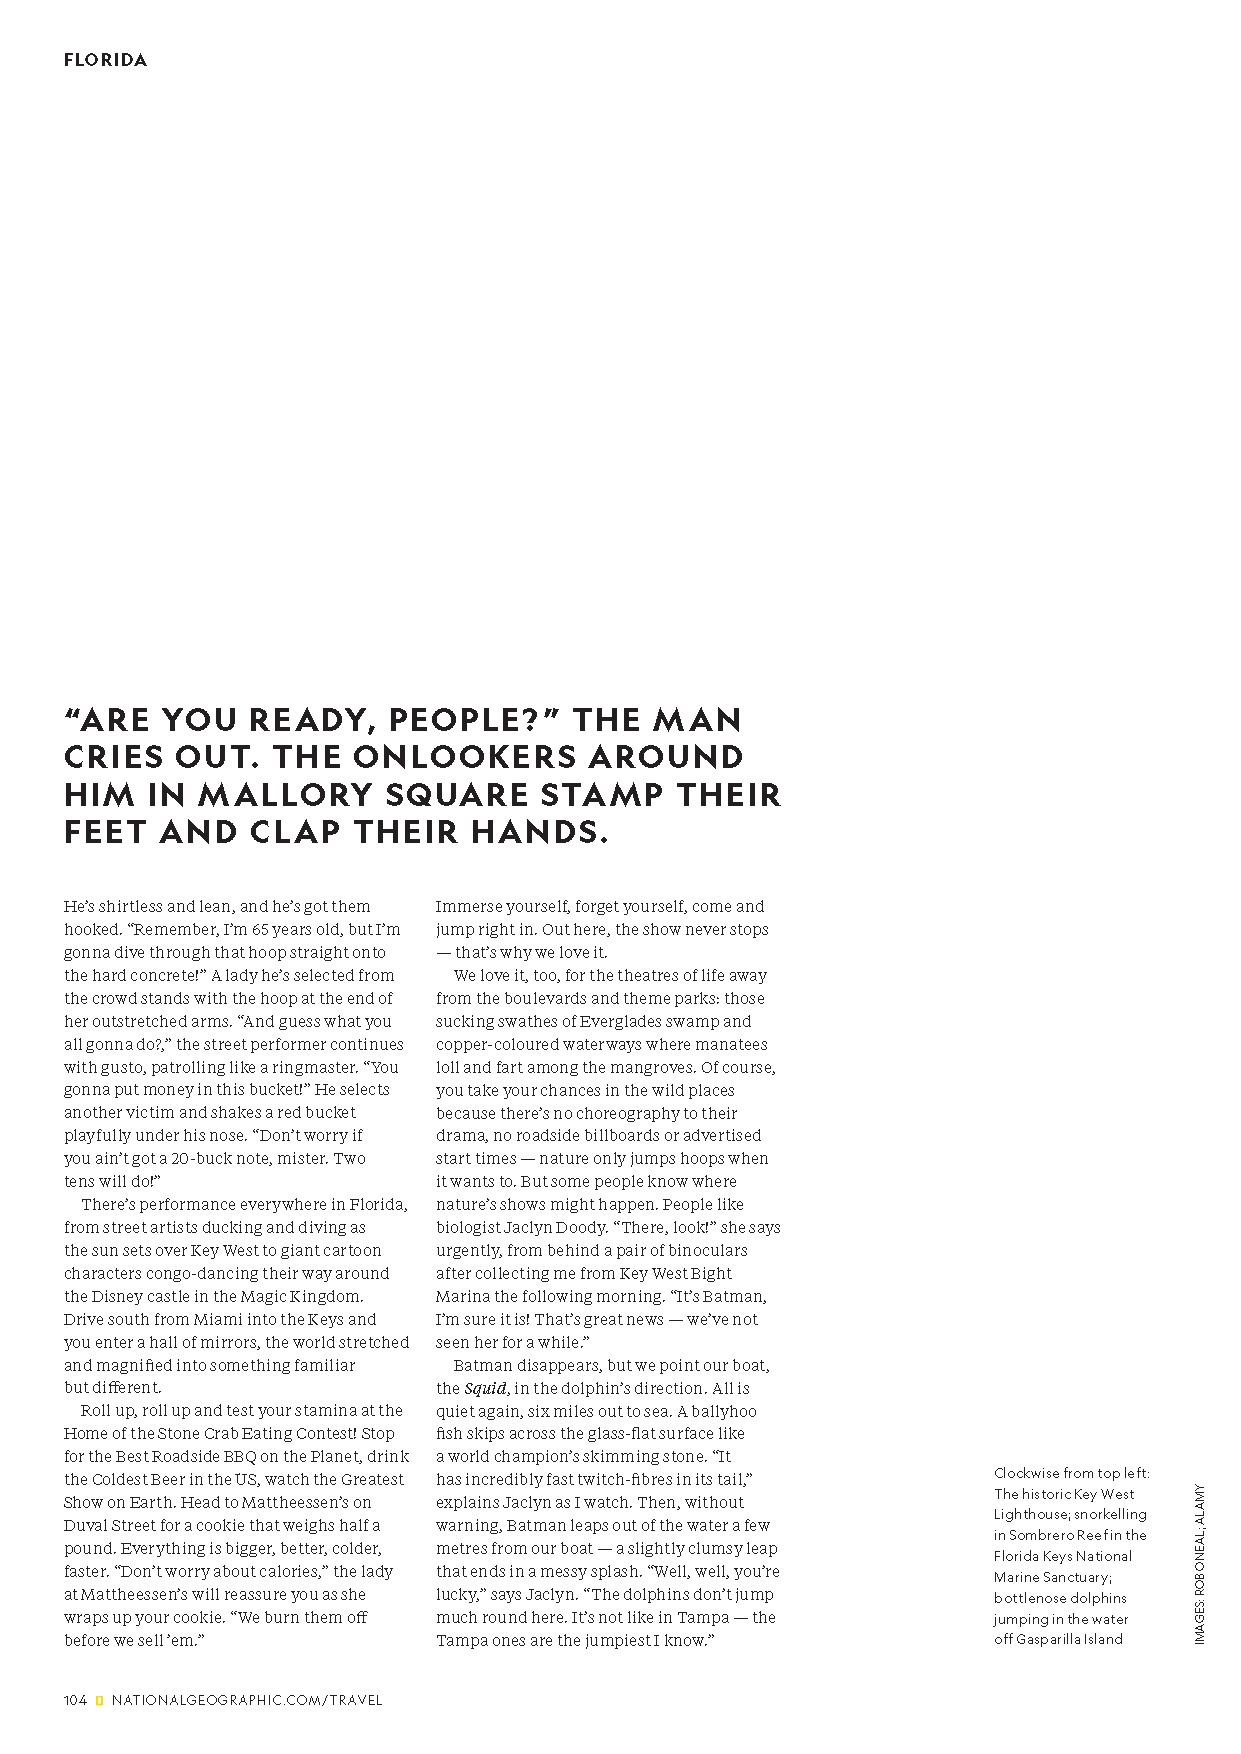 FLORIDA
“ARE YOU READY, PEOPLE?” THE MAN
CRIES OUT. THE ONLOOKERS AROUND
HIM IN MALLORY SQUARE STAMP THEIR
FEET AND CLAP THEIR HANDS.
He’s shirtless and lean, and he’s got them
hooked. “Remember, I’m 65 years old, but I’m
gonna dive through that hoop straight onto
the hard concrete!” A lady he’s selected from
the crowd stands with the hoop at the end of
her outstretched arms. “And guess what you
all gonna do?,” the street performer continues
with gusto, patrolling like a ringmaster. “You
gonna put money in this bucket!” He selects
another victim and shakes a red bucket
playfully under his nose. “Don’t worry if
you ain’t got a 20-buck note, mister. Two
tens will do!”
There’s performance everywhere in Florida,
from street artists ducking and diving as
the sun sets over Key West to giant cartoon
characters congo-dancing their way around
the Disney castle in the Magic Kingdom.
Drive south from Miami into the Keys and
you enter a hall of mirrors, the world stretched
and magnified into something familiar
but different.
Roll up, roll up and test your stamina at the
Home of the Stone Crab Eating Contest! Stop
for the Best Roadside BBQ on the Planet, drink
the Coldest Beer in the US, watch the Greatest
Show on Earth. Head to Mattheessen’s on
Duval Street for a cookie that weighs half a
pound. Everything is bigger, better, colder,
faster. “Don’t worry about calories,” the lady
at Mattheessen’s will reassure you as she
wraps up your cookie. “We burn them off
before we sell ’em.”
Immerse yourself, forget yourself, come and
jump right in. Out here, the show never stops
— that’s why we love it.
We love it, too, for the theatres of life away
from the boulevards and theme parks: those
sucking swathes of Everglades swamp and
copper-coloured waterways where manatees
loll and fart among the mangroves. Of course,
you take your chances in the wild places
because there’s no choreography to their
drama, no roadside billboards or advertised
start times — nature only jumps hoops when
it wants to. But some people know where
nature’s shows might happen. People like
biologist Jaclyn Doody. “There, look!” she says
urgently, from behind a pair of binoculars
after collecting me from Key West Bight
Marina the following morning. “It’s Batman,
I’m sure it is! That’s great news — we’ve not
seen her for a while.”
Batman disappears, but we point our boat,
the Squid, in the dolphin’s direction. All is
quiet again, six miles out to sea. A ballyhoo
fish skips across the glass-flat surface like
a world champion’s skimming stone. “It
has incredibly fast twitch-fibres in its tail,”
explains Jaclyn as I watch. Then, without
warning, Batman leaps out of the water a few
metres from our boat — a slightly clumsy leap
that ends in a messy splash. “Well, well, you’re
lucky,” says Jaclyn. “The dolphins don’t jump
much round here. It’s not like in Tampa — the
Tampa ones are the jumpiest I know.”
Clockwise from top left:
The historic Key West
Lighthouse; snorkelling
in Sombrero Reef in the
Florida Keys National
Marine Sanctuary;
bottlenose dolphins
jumping in the water
off Gasparilla Island
IMAGES: ROB ONEAL; ALAMY
104 NATIONALGEOGRAPHIC.COM/TRAVEL